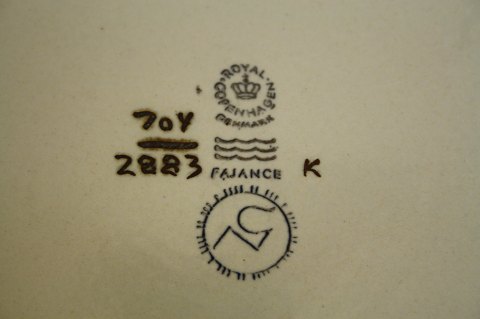 ROYAL
COPENHAGEN
DENMARK
704
2883
FAJANCE K